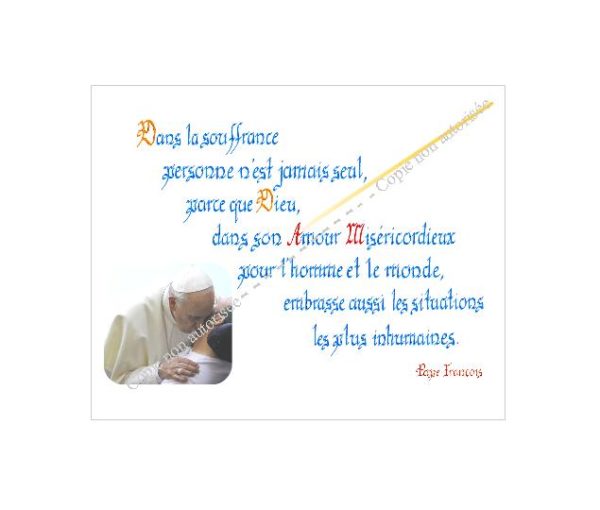 Dans la souffrance
personne n'est jamais seul,
parce que Dieu,
dans son Amour Miséricordieux
pour l'homme et le monde,
embrasse aussi les situations
les plus inhumaines.
Pape François
Copie non autorisée
Copie non autorisée